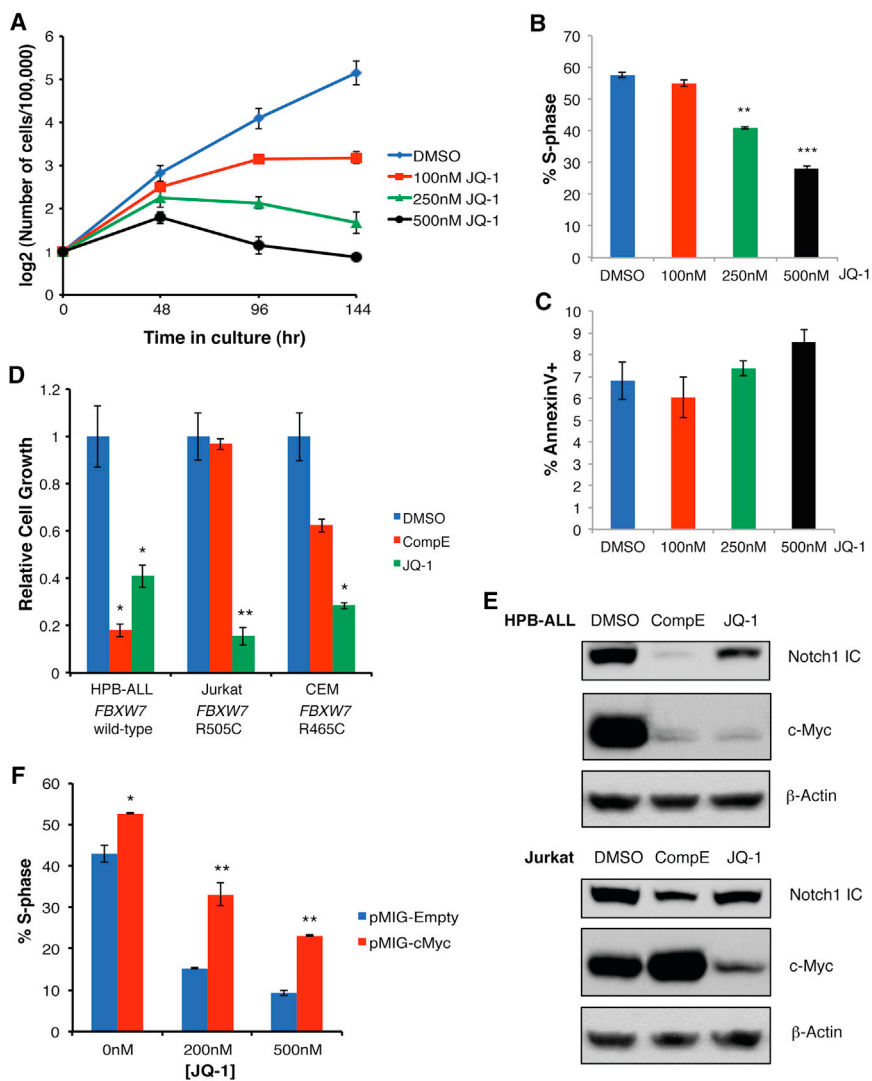 A
log2 (Number of cells/100,000)
6
5
4
3
2
1
0
0 48 96 144
Time in culture (hr)
DMSO
100nM JQ-1
250nM JQ-1
500nM JQ-1
B
% S-phase
70
60
50
40
30
20
10
0
**
***
DMSO 100nM 250nM 500nM JQ-1
C
% AnnexinV+
10
9
8
7
6
5
4
3
2
1
0
DMSO 100nM 250nM 500nM JQ-1
D
Relative Cell Growth
1.2
1
0.8
0.6
0.4
0.2
0
* * ** *
HPB-ALL Jurkat CEM
FBXW7 FBXW7 FBXW7
wild-type R505C R465C
DMSO
CompE
JQ-1
E
HPB-ALL DMSO CompE JQ-1
Notch1 IC
c-Myc
β-Actin
Jurkat DMSO CompE JQ-1
Notch1 IC
c-Myc
β-Actin
F
% S-phase
60
50
40
30
20
10
0
* ** **
0nM 200nM 500nM
[JQ-1]
pMIG-Empty
pMIG-cMyc